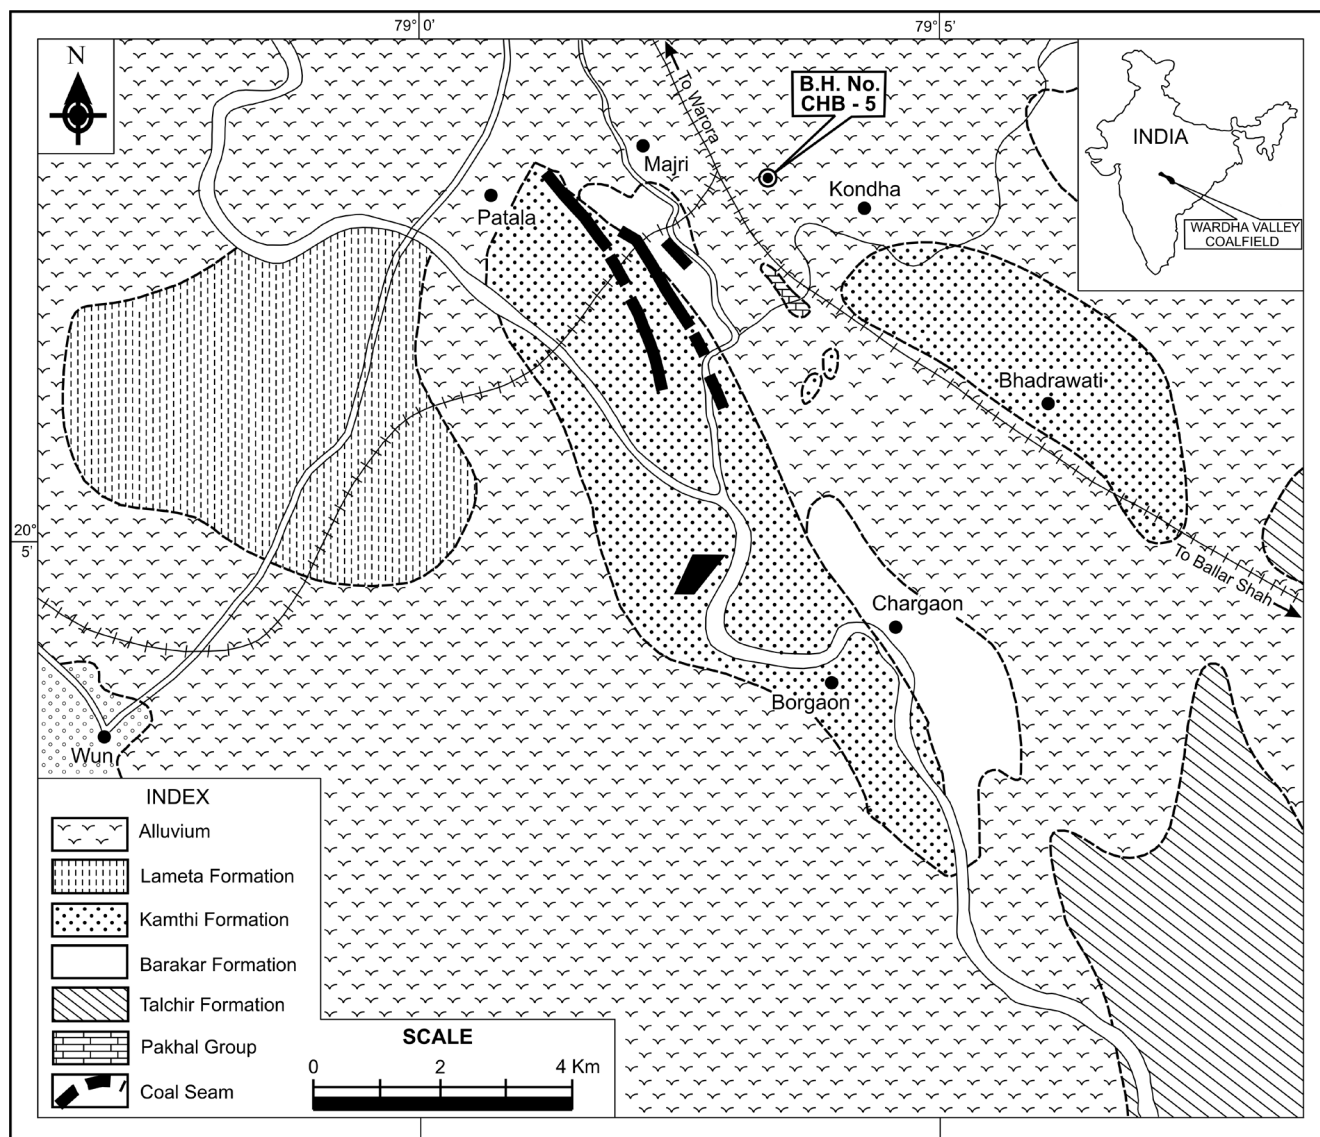 79° 0'
79° 5'
N
To Warora
B.H. No.
CHB - 5
INDIA
WARDHA VALLEY
COALFIELD
Majri
Kondha
Patala
Bhadrawati
20°
5'
To Ballar Shah
Chargaon
Borgaon
Wun
INDEX
Alluvium
Lameta Formation
Kamthi Formation
Barakar Formation
Talchir Formation
Pakhal Group
Coal Seam
SCALE
0 2 4 Km